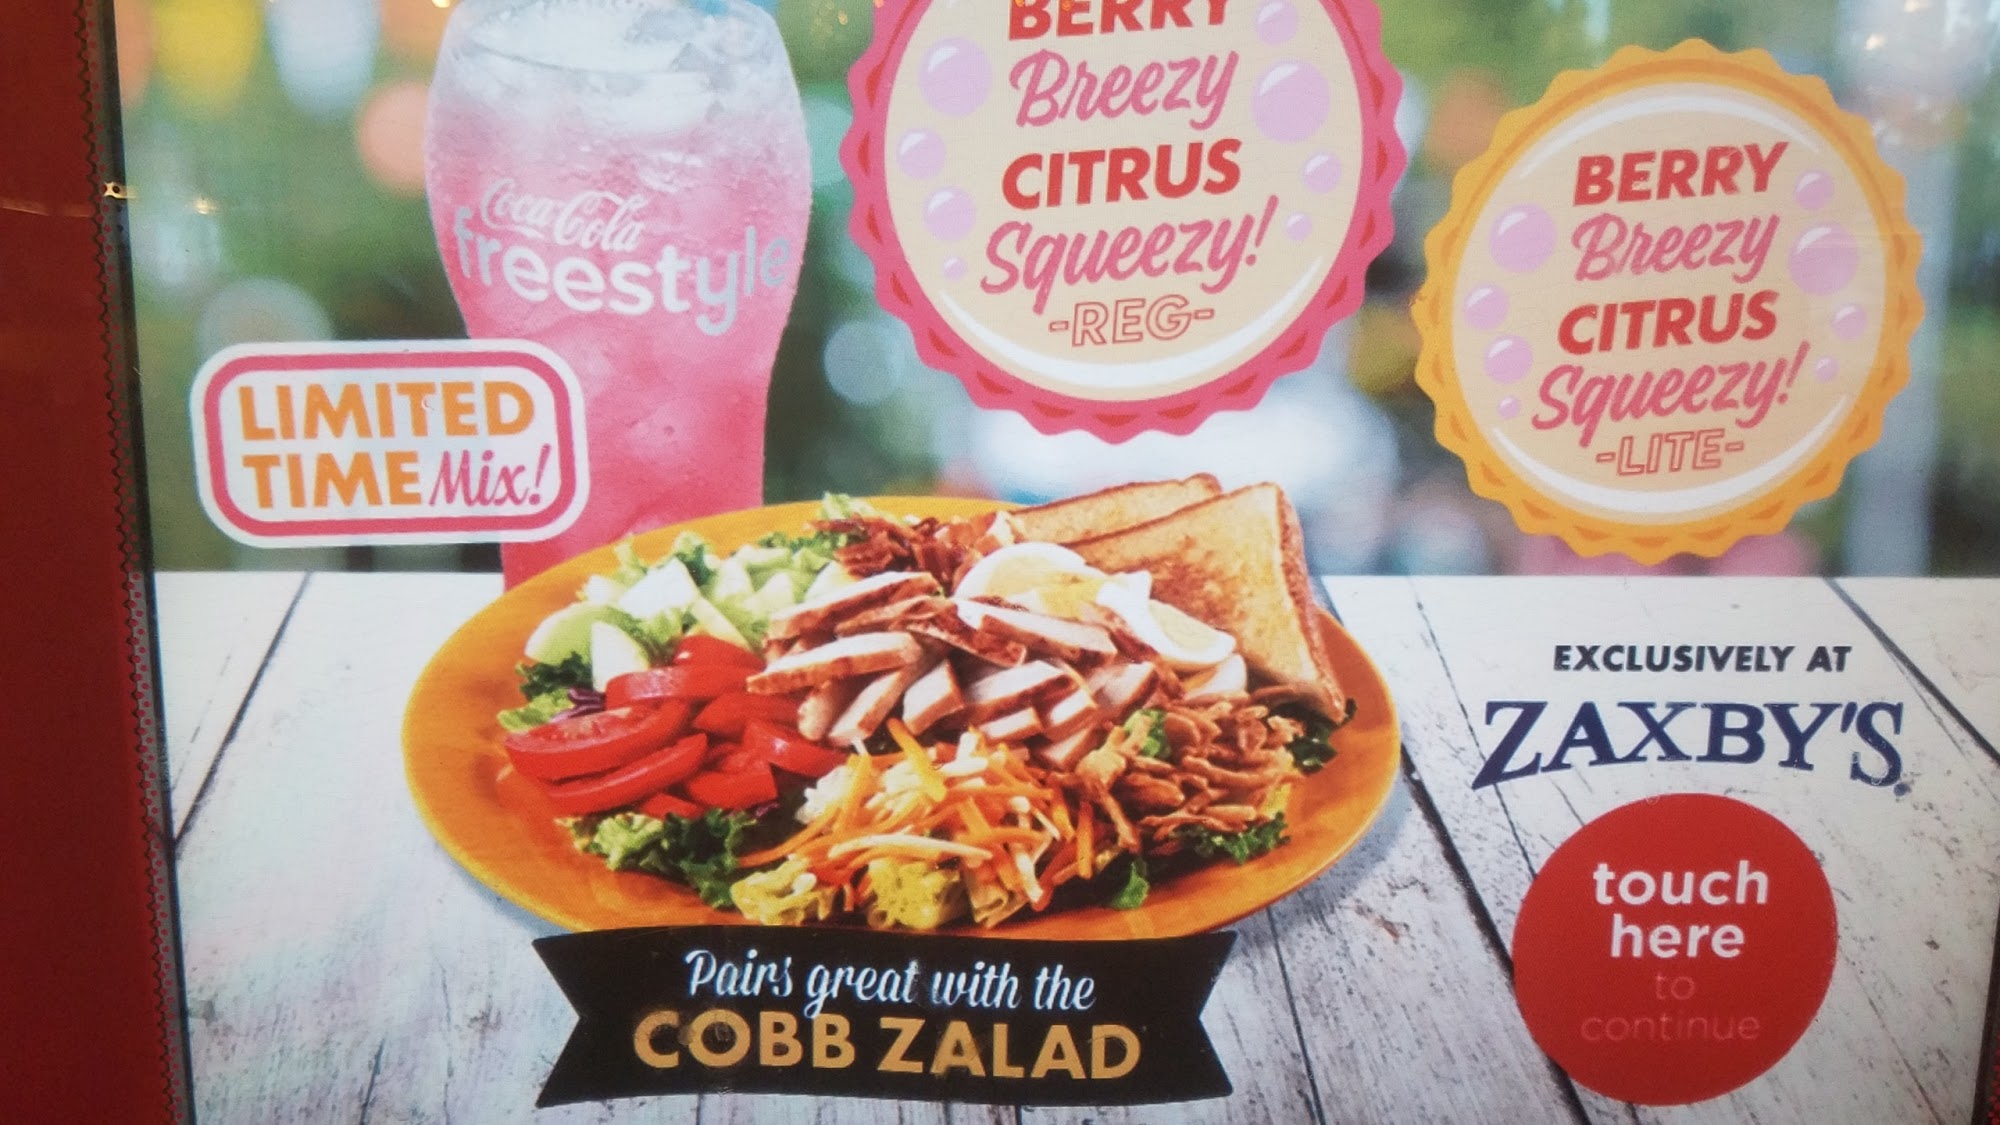 BERRY
Breezy
CITRUS
Squeezy!
-REG-
BERRY
Breezy
CITRUS
Squeezy!
-LITE-
Coca-Cola
freestyle
LIMITED
TIME Mix!
EXCLUSIVELY AT
ZAXBY'S
touch
here
to
continue
Pairs great with the
COBB ZALAD